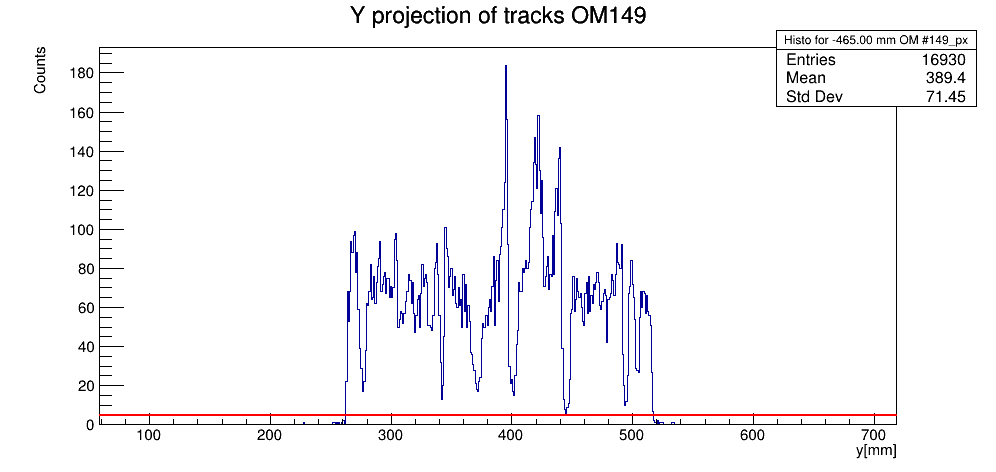 Y projection of tracks OM149
Histo for -465.00 mm OM #149_px
Entries 16930
Mean 389.4
Std Dev 71.45
Counts
180
160
140
120
100
80
60
40
20
0
100 200 300 400 500 600 700
y[mm]